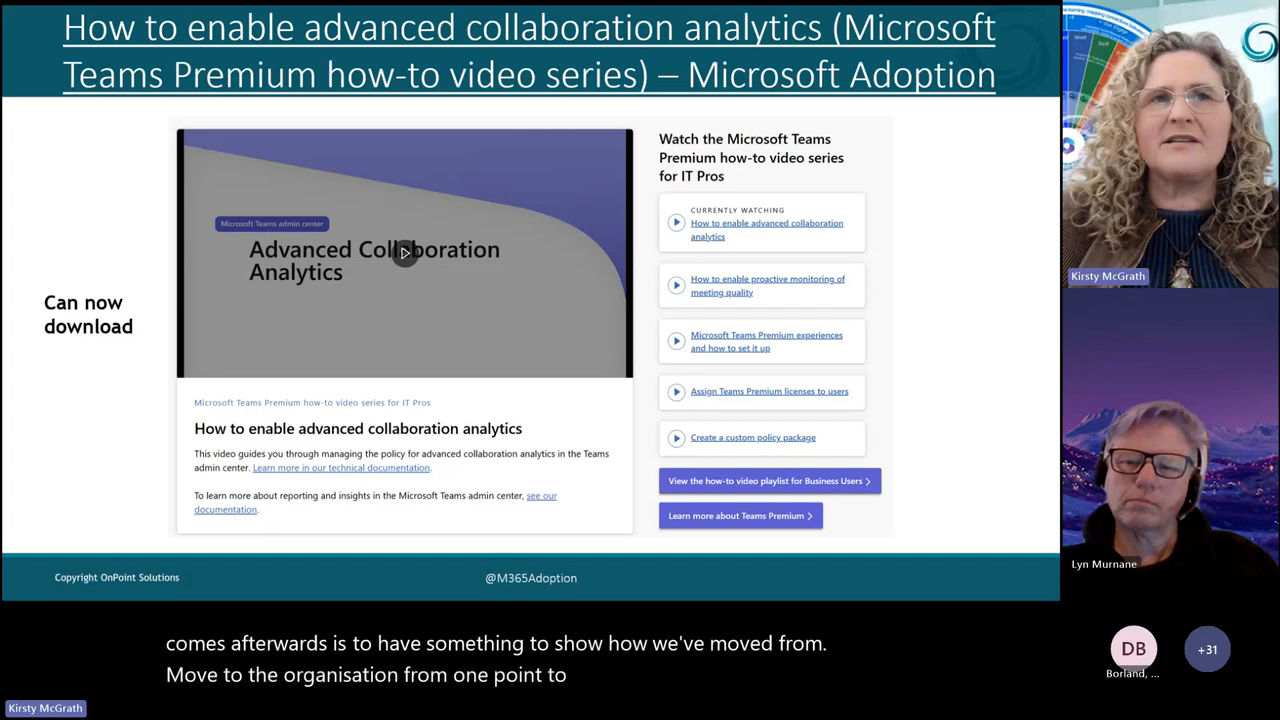 How to enable advanced collaboration analytics (Microsoft
Teams Premium how-to video series) – Microsoft Adoption
Can now
download
Microsoft Teams admin center
Advanced Collaboration
Analytics
Microsoft Teams Premium how-to video series for IT Pros
How to enable advanced collaboration analytics
This video guides you through managing the policy for advanced collaboration analytics in the Teams
admin center. Learn more in our technical documentation.
To learn more about reporting and insights in the Microsoft Teams admin center, see our
documentation.
Watch the Microsoft Teams
Premium how-to video series
for IT Pros
CURRENTLY WATCHING
How to enable advanced collaboration
analytics
How to enable proactive monitoring of
meeting quality
Microsoft Teams Premium experiences
and how to set it up
Assign Teams Premium licenses to users
Create a custom policy package
View the how-to video playlist for Business Users
Learn more about Teams Premium
Copyright OnPoint Solutions
@M365Adoption
Kirsty McGrath
Lyn Murnane
DB
Borland, ...
+31
comes afterwards is to have something to show how we've moved from.
Move to the organisation from one point to
Kirsty McGrath